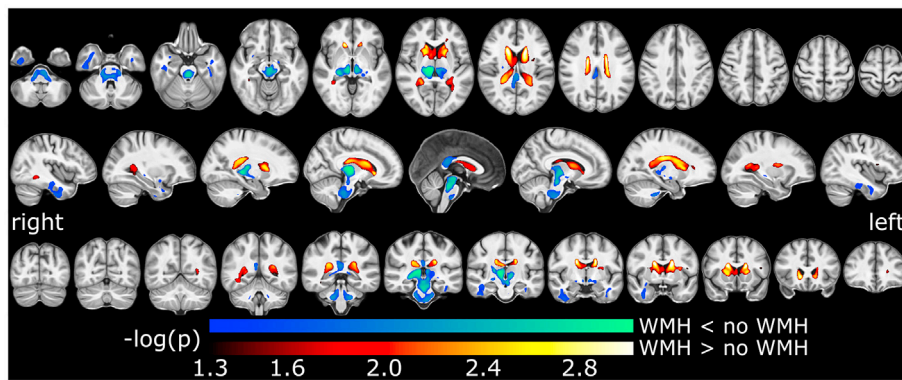 right
left
-log(p)
WMH < no WMH
WMH > no WMH
1.3 1.6 2.0 2.4 2.8